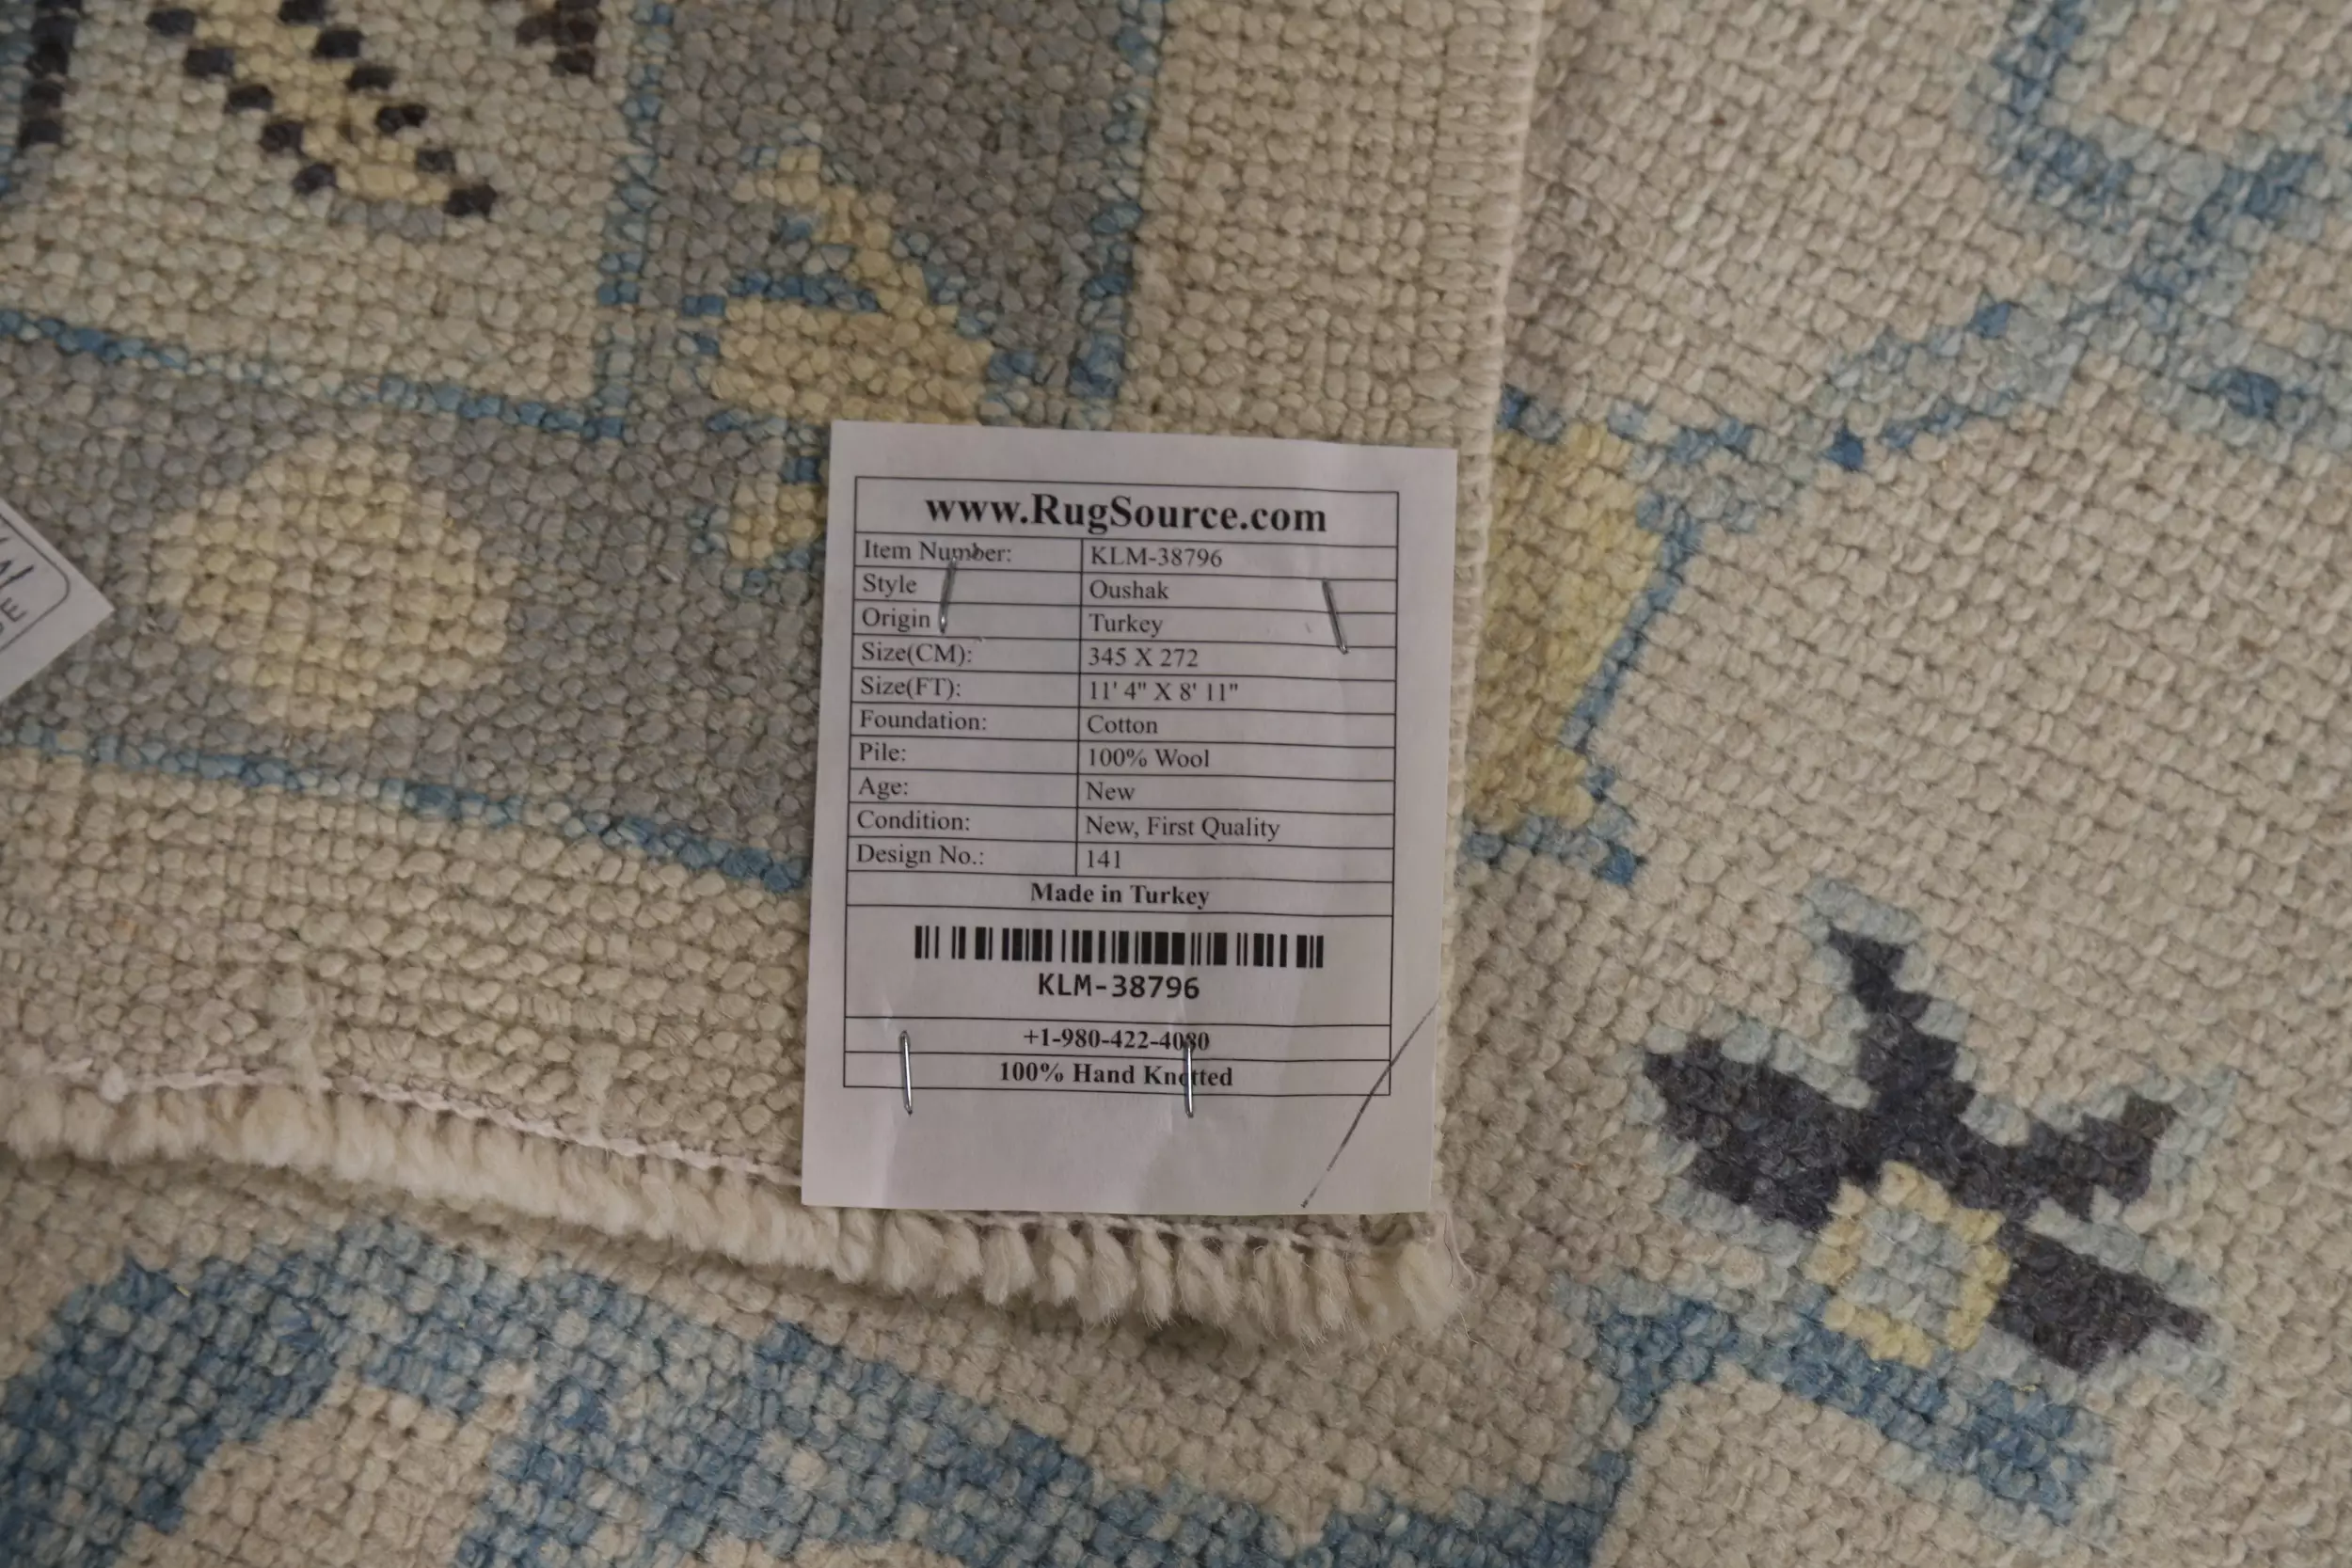 www.RugSource.com
Item Number: KLM-38796
Style Oushak
Origin Turkey
Size(CM): 345 X 272
Size(FT): 11' 4" X 8' 11"
Foundation: Cotton
Pile: 100% Wool
Age: New
Condition: New, First Quality
Design No.: 141
Made in Turkey
KLM-38796
+1-980-422-4080
100% Hand Knotted